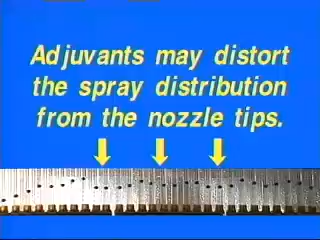 Adjuvants may distort
the spray distribution
from the nozzle tips.